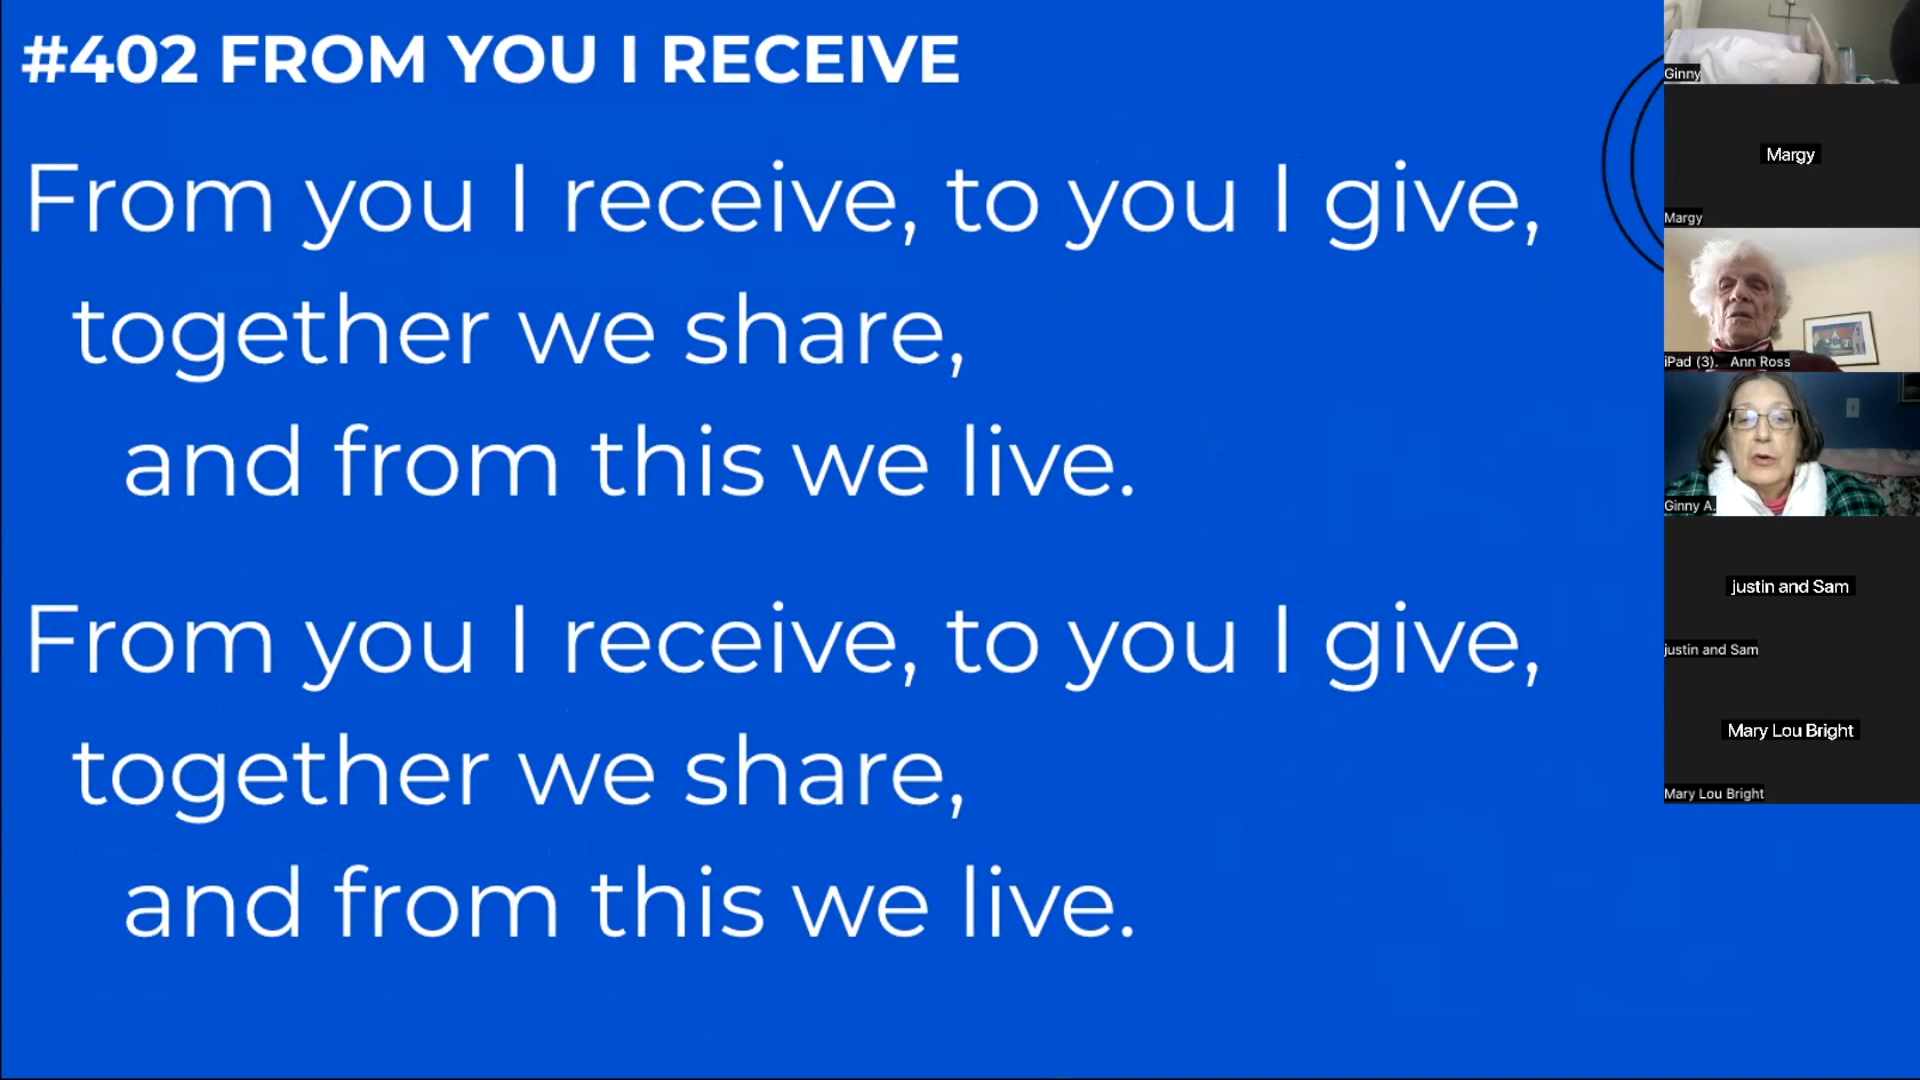 #402 FROM YOU I RECEIVE
From you I receive, to you I give,
together we share,
and from this we live.
From you I receive, to you I give,
together we share,
and from this we live.
Ginny
Margy
Margy
iPad (3). Ann Ross
Ginny A.
justin and Sam
justin and Sam
Mary Lou Bright
Mary Lou Bright